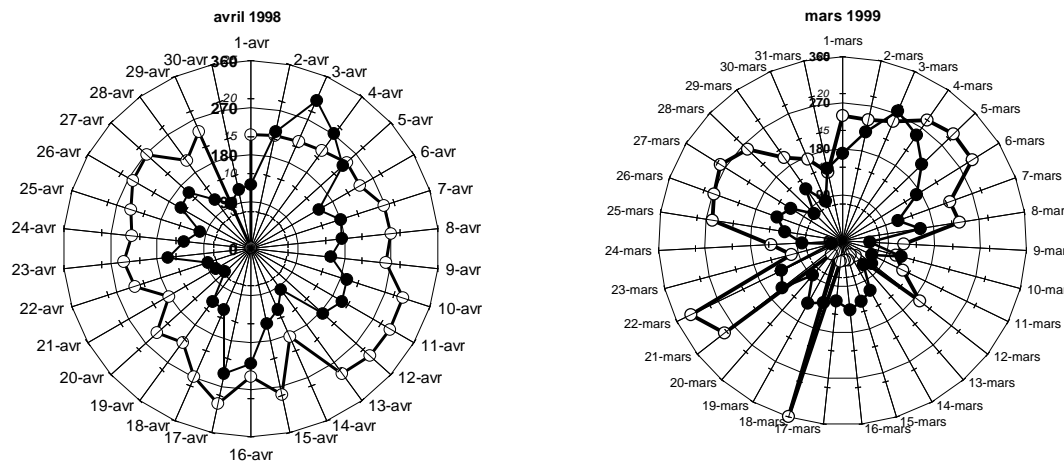 avril 1998
1-avr
2-avr
3-avr
4-avr
5-avr
6-avr
7-avr
8-avr
9-avr
10-avr
11-avr
12-avr
13-avr
14-avr
15-avr
16-avr
17-avr
18-avr
19-avr
20-avr
21-avr
22-avr
23-avr
24-avr
25-avr
26-avr
27-avr
28-avr
29-avr
30-avr
360
20
270
15
180
10
0
mars 1999
1-mars
2-mars
3-mars
4-mars
5-mars
6-mars
7-mars
8-mars
9-mars
10-mars
11-mars
12-mars
13-mars
14-mars
15-mars
16-mars
17-mars
18-mars
19-mars
20-mars
21-mars
22-mars
23-mars
24-mars
25-mars
26-mars
27-mars
28-mars
29-mars
30-mars
31-mars
360
20
270
15
180